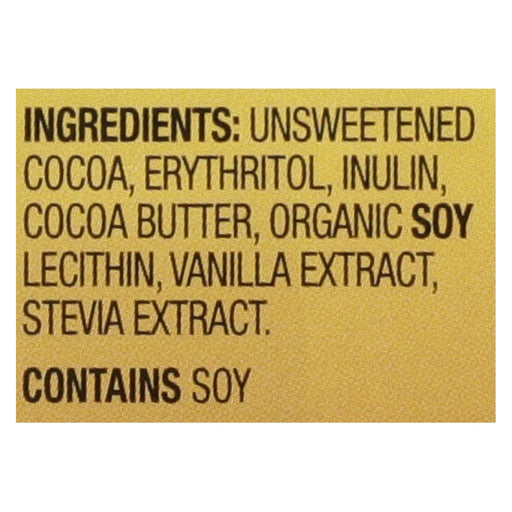 INGREDIENTS: UNSWEETENED
COCOA, ERYTHRITOL, INULIN,
COCOA BUTTER, ORGANIC SOY
LECITHIN, VANILLA EXTRACT,
STEVIA EXTRACT.
CONTAINS SOY